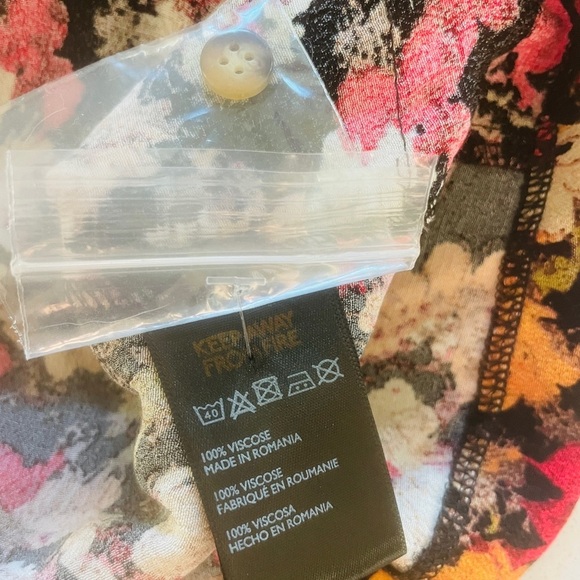 KEEP AWAY
FROM FIRE
40
100% VISCOSE
MADE IN ROMANIA
100% VISCOSE
FABRIQUÉ EN ROUMANIE
100% VISCOSA
HECHO EN ROMANIA